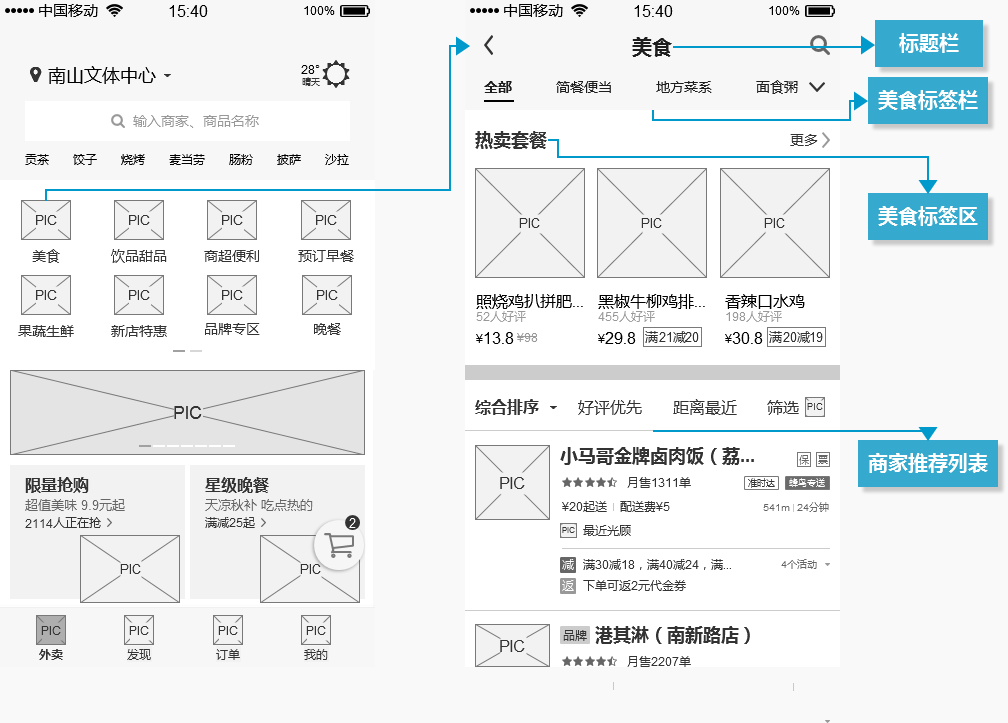 中国移动 15:40 100%
南山文体中心
28°
晴天
输入商家、商品名称
贡茶 饺子 烧烤 麦当劳 肠粉 披萨 沙拉
PIC PIC PIC PIC
美食 饮品甜品 商超便利 预订早餐
PIC PIC PIC PIC
果蔬生鲜 新店特惠 品牌专区 晚餐
PIC
限量抢购
超值美味 9.9元起
2114人正在抢 >
PIC
星级晚餐
天凉秋补 吃点热的
满减25起 >
PIC
2
PIC PIC PIC PIC
外卖 发现 订单 我的
中国移动 15:40 100%
美食
全部 简餐便当 地方菜系 面食粥
热卖套餐 更多
PIC PIC PIC
照烧鸡扒拼肥... 黑椒牛柳鸡排... 香辣口水鸡
52人好评 455人好评 198人好评
¥13.8 ¥98 ¥29.8 满21减20 ¥30.8 满20减19
综合排序 好评优先 距离最近 筛选 PIC
PIC
小马哥金牌卤肉饭（荔... 保 票
月售1311单 准时达 蜂鸟专送
¥20起送 | 配送费¥5 541m | 24分钟
PIC 最近光顾
减 满30减18，满40减24，满... 4个活动
返 下单可返2元代金券
PIC
品牌 港其淋（南新路店）
月售2207单
标题栏
美食标签栏
美食标签区
商家推荐列表